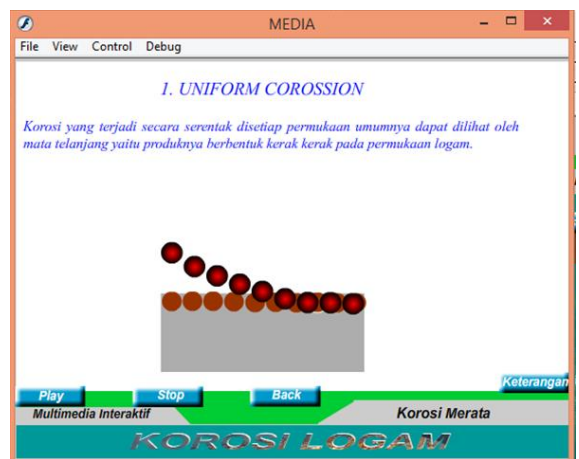 MEDIA
File View Control Debug
1. UNIFORM COROSSION
Korosi yang terjadi secara serentak disetiap permukaan umumnya dapat dilihat oleh
mata telanjang yaitu produknya berbentuk kerak kerak pada permukaan logam.
Keterangan
Play Stop Back
Multimedia Interaktif Korosi Merata
KOROSI LOGAM